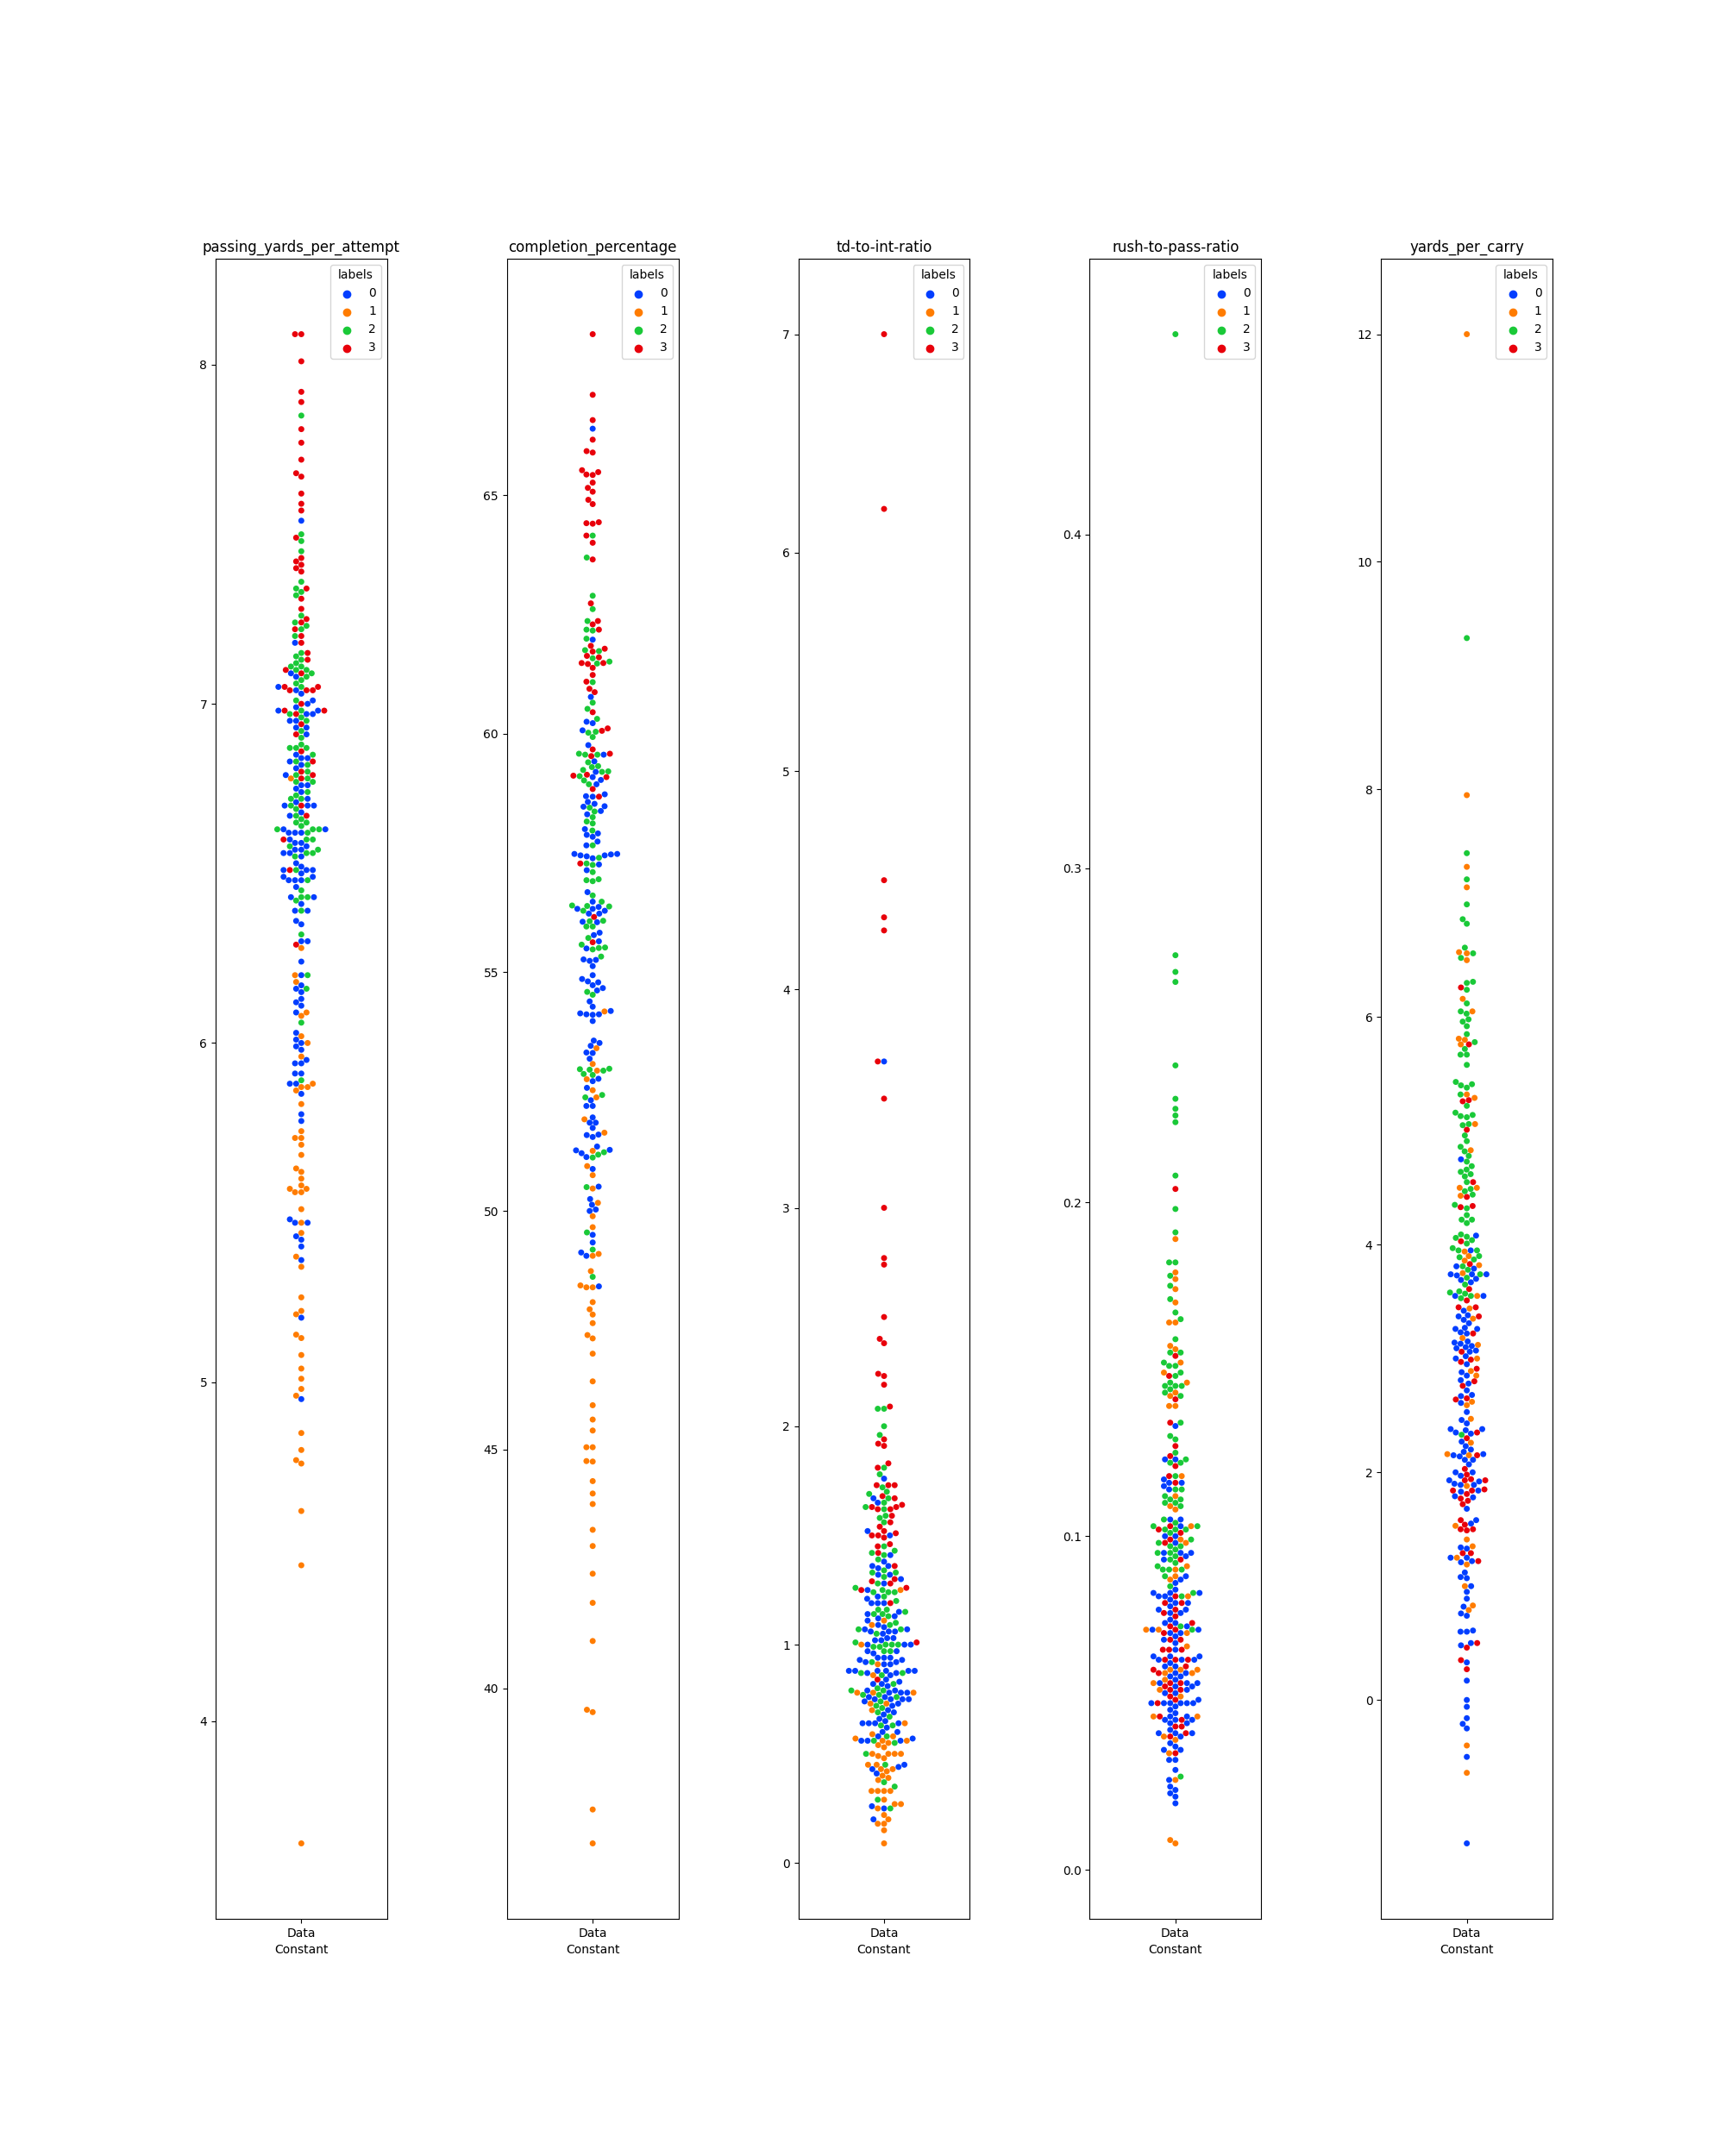 passing_yards_per_attempt
labels
0
1
2
3
8
7
6
5
4
Data
Constant
completion_percentage
labels
0
1
2
3
65
60
55
50
45
40
Data
Constant
td-to-int-ratio
labels
0
1
2
3
7
6
5
4
3
2
1
0
Data
Constant
rush-to-pass-ratio
labels
0
1
2
3
0.4
0.3
0.2
0.1
0.0
Data
Constant
yards_per_carry
labels
0
1
2
3
12
10
8
6
4
2
0
Data
Constant